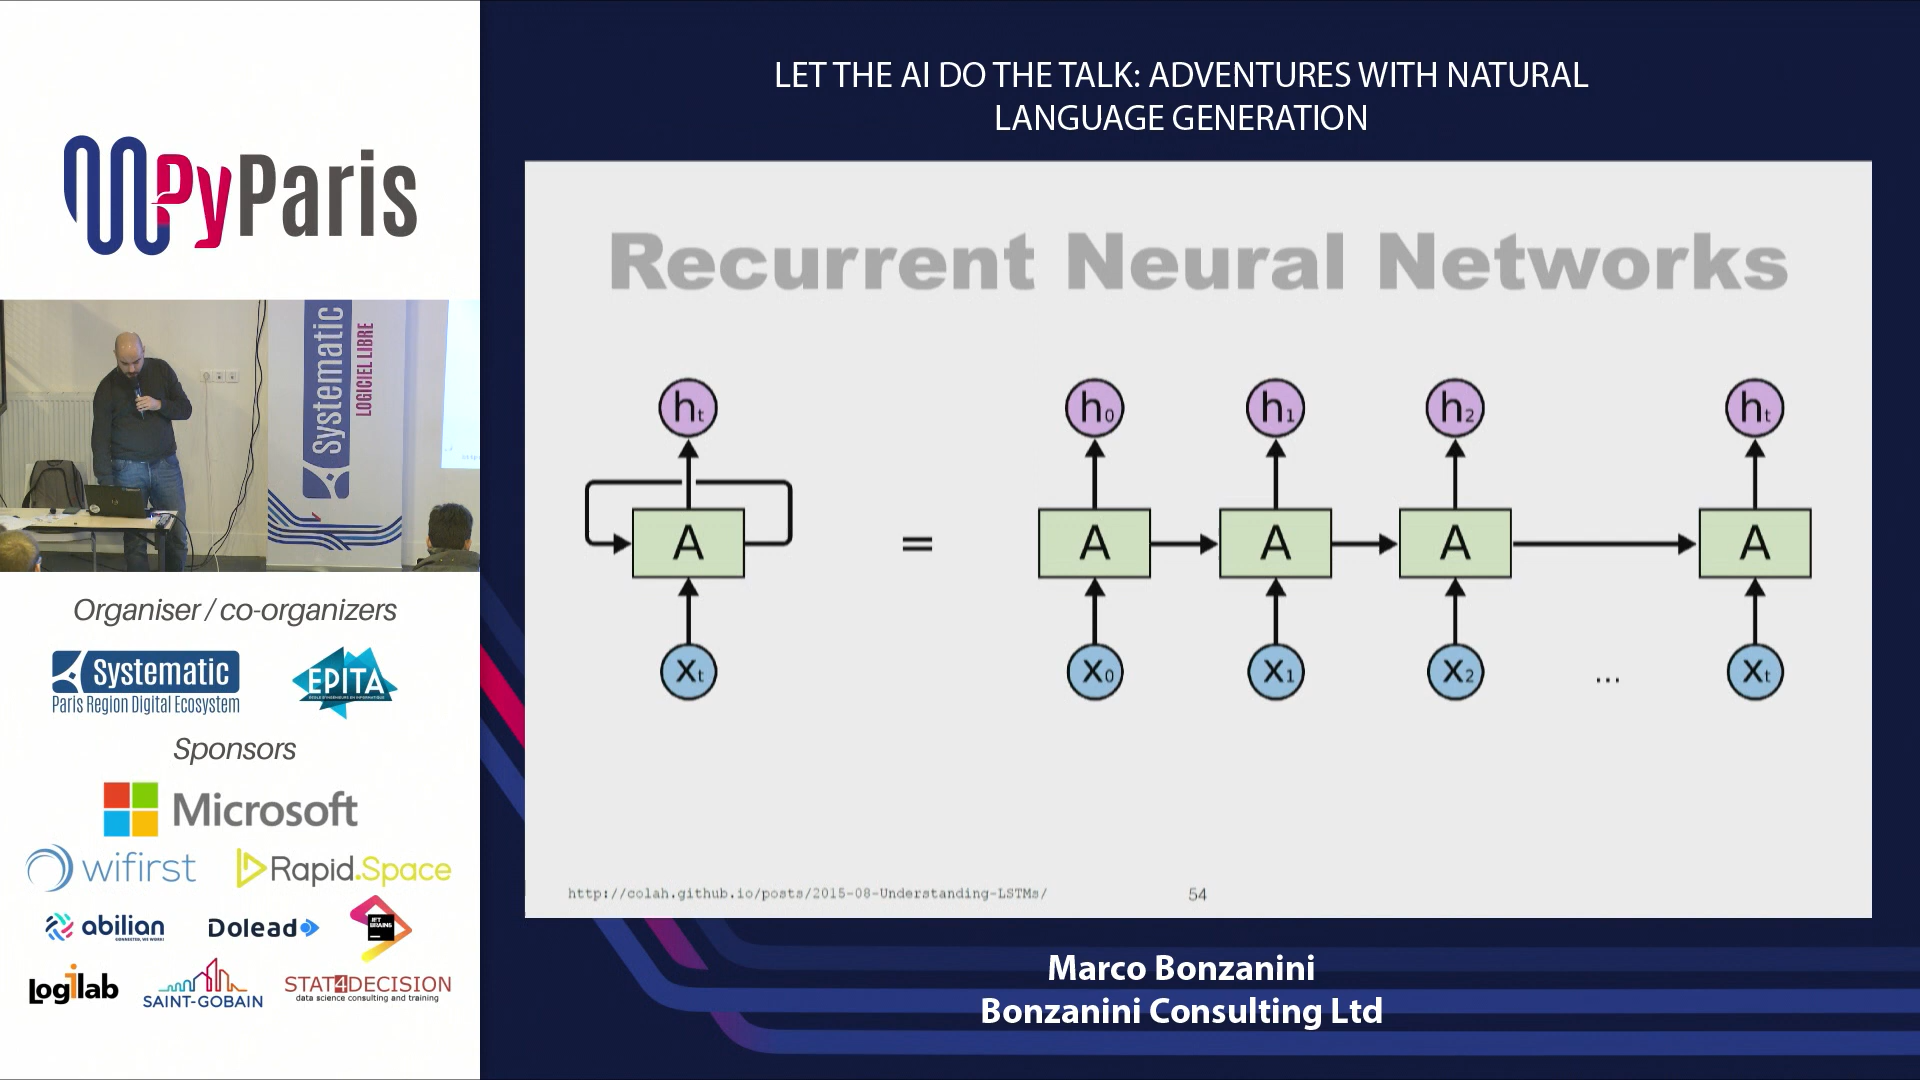 PyParis
Systematic
LOGICIEL LIBRE
Organiser / co-organizers
Systematic
Paris Region Digital Ecosystem
EPITA
Sponsors
Microsoft
wifirst
Rapid.Space
abilian
Dolead
JET
BRAINS
Logilab
SAINT-GOBAIN
STAT4DECISION
data science consulting and training
LET THE AI DO THE TALK: ADVENTURES WITH NATURAL
LANGUAGE GENERATION
Recurrent Neural Networks
ht h0 h1 h2 ht
A = A A A A
xt x0 x1 x2 ... xt
http://colah.github.io/posts/2015-08-Understanding-LSTMs/ 54
Marco Bonzanini
Bonzanini Consulting Ltd